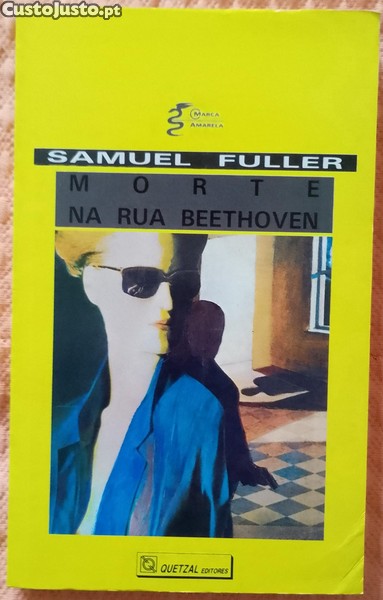 CustoJusto.pt
MARCA
AMARELA
SAMUEL FULLER
MORTE
NA RUA BEETHOVEN
QUETZAL EDITORES